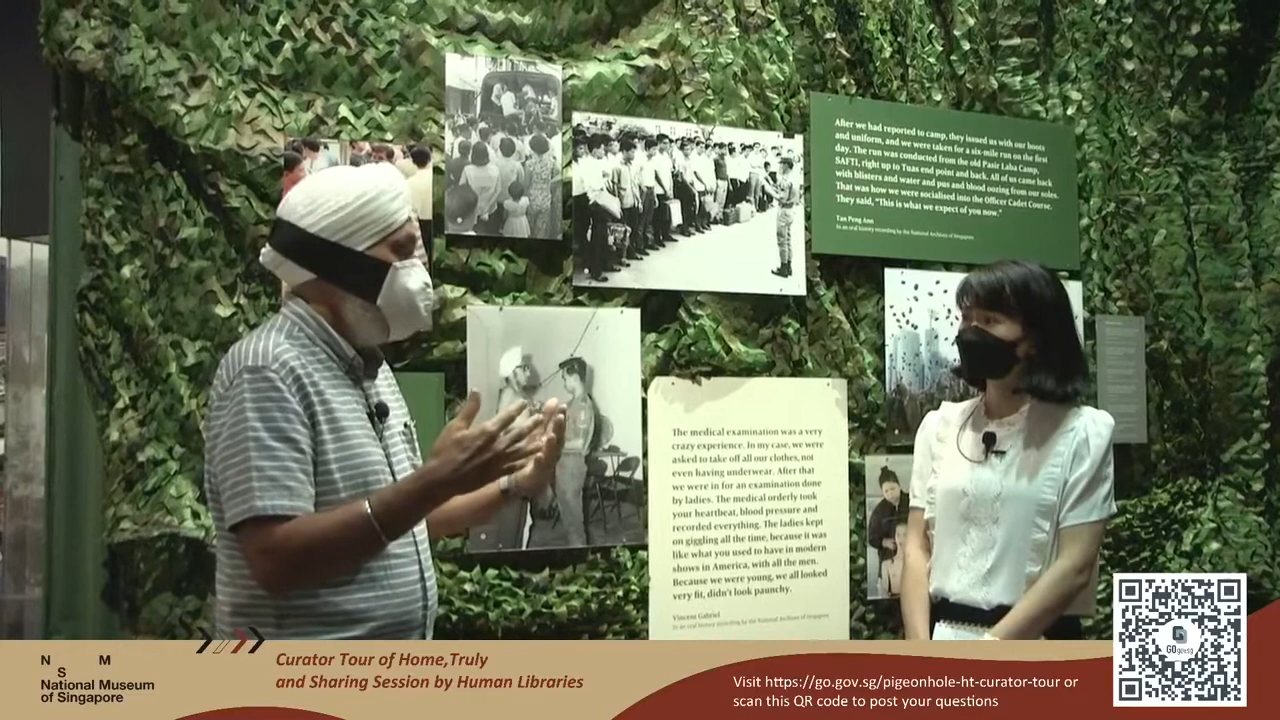 After we had reported to camp, they issued us with our boots
and uniform, and we were taken for a six-mile run on the first
day. The run was conducted from the old Pasir Laba Camp,
SAFTI, right up to Tuas end point and back. All of us came back
with blisters and water and pus and blood oozing from our soles.
That was how we were socialised into the Officer Cadet Course.
They said, "This is what we expect of you now."
Tan Peng Ann
In an oral history recording by the National Archives of Singapore
The medical examination was a very
crazy experience. In my case, we were
asked to take off all our clothes, not
even having underwear. After that
we were in for an examination done
by ladies. The medical orderly took
your heartbeat, blood pressure and
recorded everything. The ladies kept
on giggling all the time, because it was
like what you used to have in modern
shows in America, with all the men.
Because we were young, we all looked
very fit, didn't look paunchy.
Vincent Gabriel
In an oral history recording by the National Archives of Singapore
N M
S
National Museum
of Singapore
Curator Tour of Home,Truly
and Sharing Session by Human Libraries
Visit https://go.gov.sg/pigeonhole-ht-curator-tour or
scan this QR code to post your questions
GOgov.sg